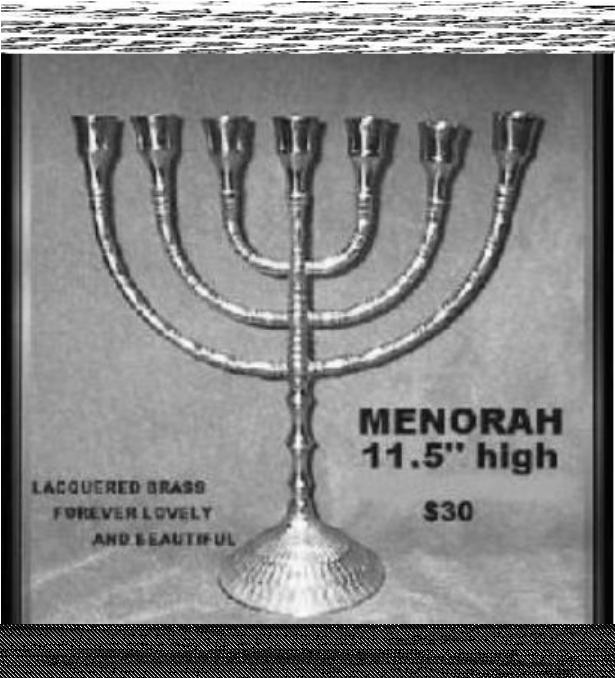 MENORAH
11.5" high
$30
LACQUERED BRASS
FOREVER LOVELY
AND BEAUTIFUL